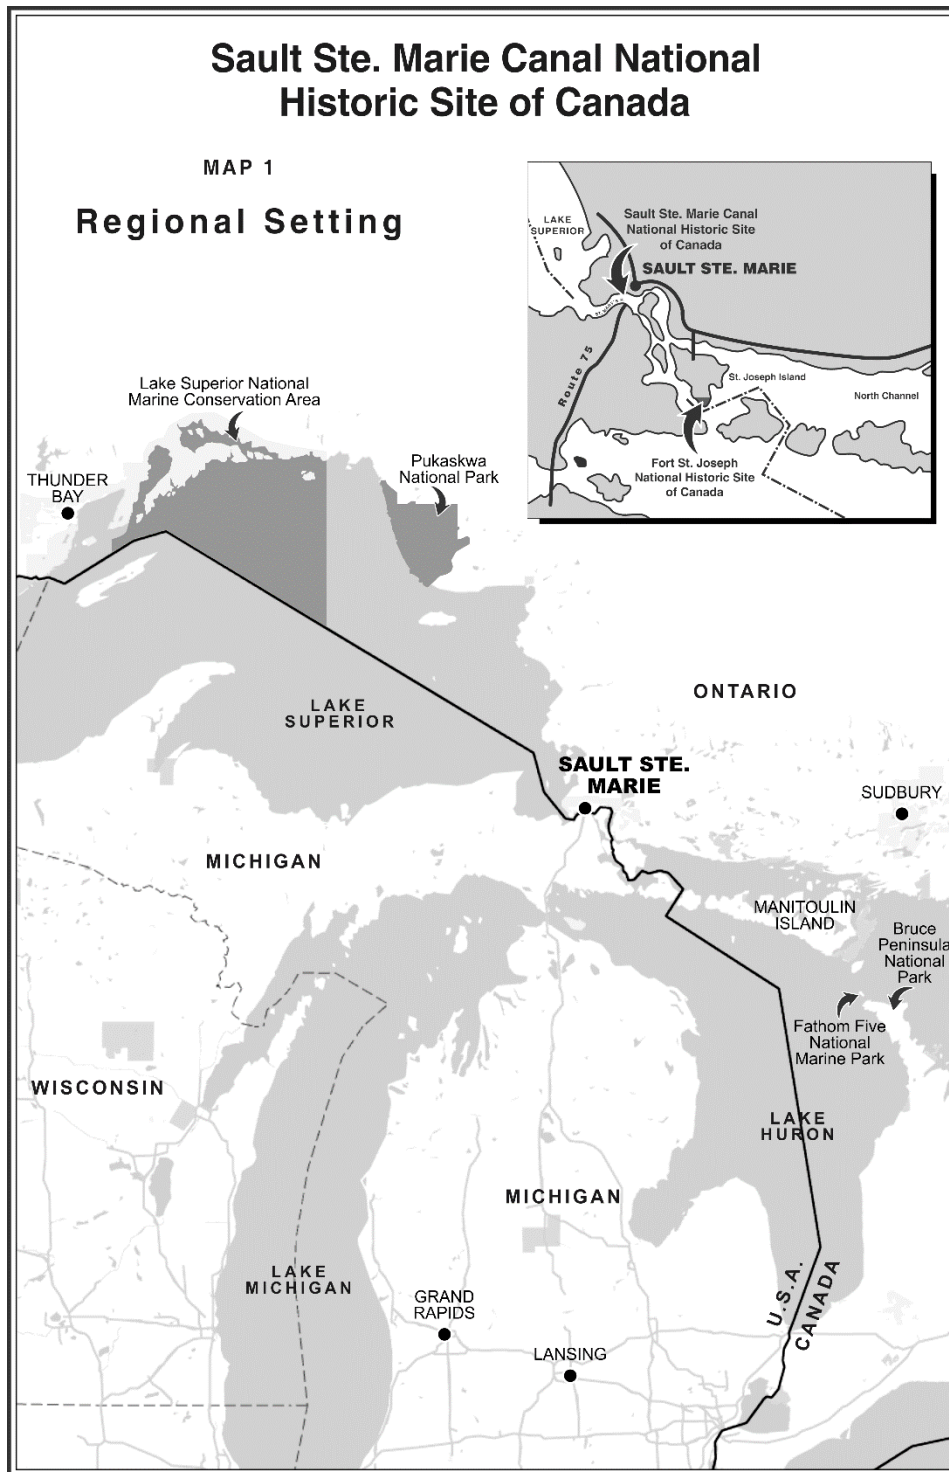 Sault Ste. Marie Canal National
Historic Site of Canada
MAP 1
Regional Setting
LAKE
SUPERIOR
Sault Ste. Marie Canal
National Historic Site
of Canada
SAULT STE. MARIE
Route 75
St. Joseph Island
North Channel
Fort St. Joseph
National Historic Site
of Canada
Lake Superior National
Marine Conservation Area
Pukaskwa
National Park
THUNDER
BAY
LAKE
SUPERIOR
ONTARIO
SAULT STE.
MARIE
SUDBURY
MICHIGAN
MANITOULIN
ISLAND
Bruce
Peninsula
National
Park
Fathom Five
National
Marine Park
WISCONSIN
LAKE
HURON
MICHIGAN
LAKE
MICHIGAN
GRAND
RAPIDS
U.S.A.
CANADA
LANSING